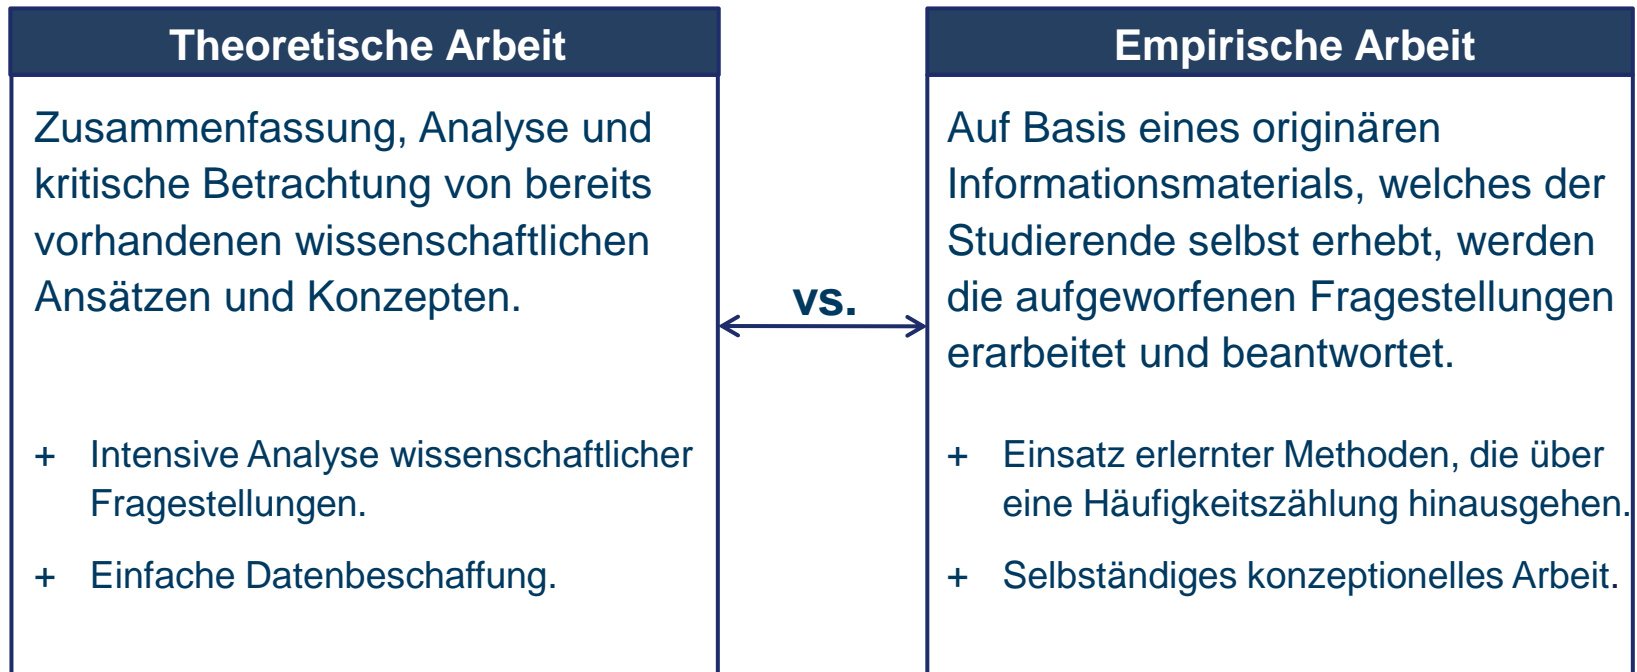 Theoretische Arbeit
Zusammenfassung, Analyse und
kritische Betrachtung von bereits
vorhandenen wissenschaftlichen
Ansätzen und Konzepten.
+ Intensive Analyse wissenschaftlicher
Fragestellungen.
+ Einfache Datenbeschaffung.
vs.
Empirische Arbeit
Auf Basis eines originären
Informationsmaterials, welches der
Studierende selbst erhebt, werden
die aufgeworfenen Fragestellungen
erarbeitet und beantwortet.
+ Einsatz erlernter Methoden, die über
eine Häufigkeitszählung hinausgehen.
+ Selbständiges konzeptionelles Arbeit.